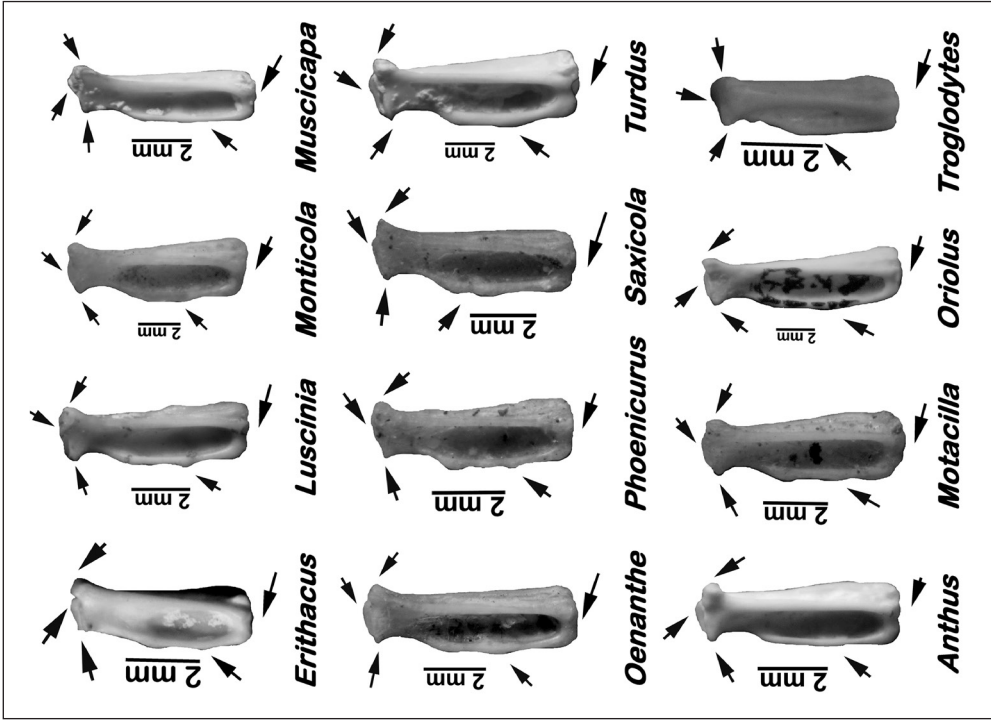 Muscicapa
2 mm
Turdus
2 mm
Troglodytes
2 mm
Monticola
2 mm
Saxicola
2 mm
Oriolus
2 mm
Luscinia
2 mm
Phoenicurus
2 mm
Motacilla
2 mm
Erithacus
2 mm
Oenanthe
2 mm
Anthus
2 mm